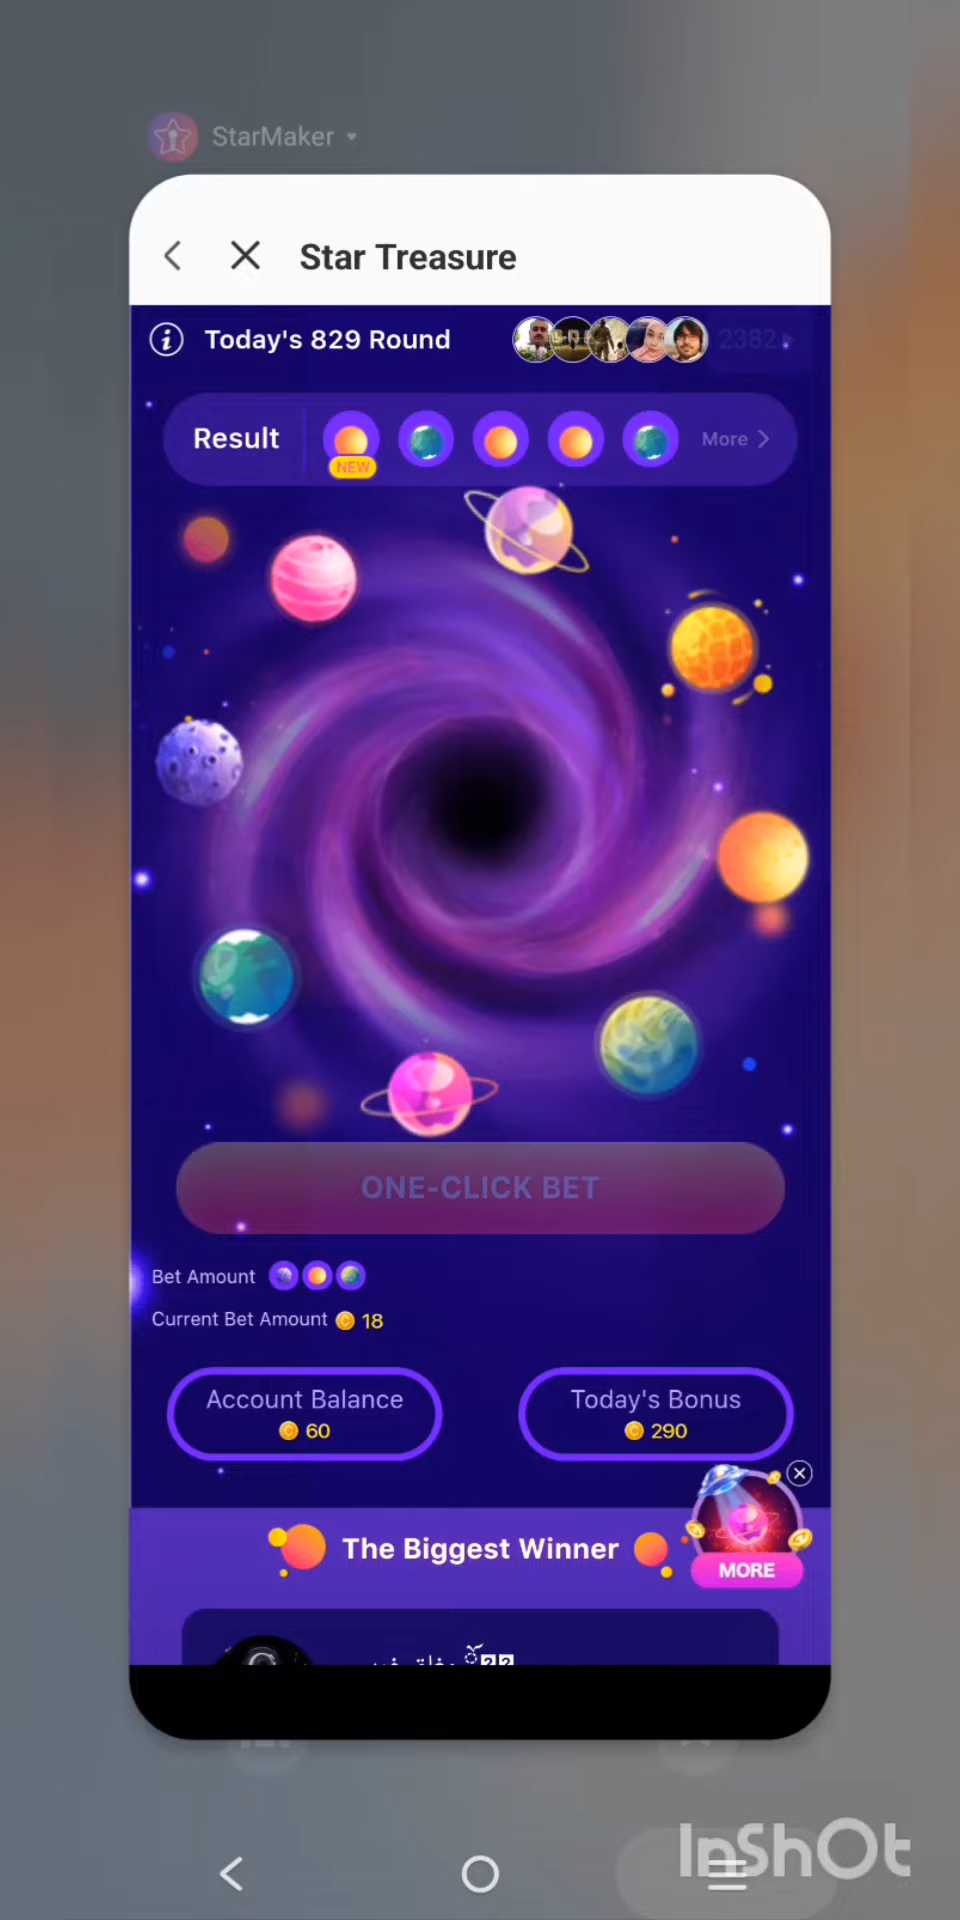 StarMaker
Star Treasure
Today's 829 Round
2382
Result
NEW
More
ONE-CLICK BET
Bet Amount
Current Bet Amount 18
Account Balance
60
Today's Bonus
290
The Biggest Winner
MORE
InShOt